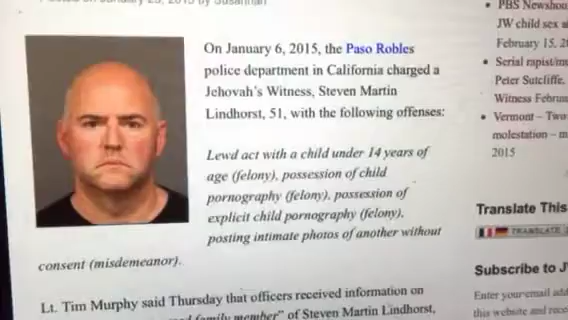 On January 6, 2015, the Paso Robles
police department in California charged a
Jehovah's Witness, Steven Martin
Lindhorst, 51, with the following offenses:
Lewd act with a child under 14 years of
age (felony), possession of child
pornography (felony), possession of
explicit child pornography (felony),
posting intimate photos of another without
consent (misdemeanor).
Lt. Tim Murphy said Thursday that officers received information on
family member" of Steven Martin Lindhorst,
PBS Newshou
JW child sex a
February 15, 2
Serial rapist/mu
Peter Sutcliffe,
Witness Februa
Vermont – Two
molestation – m
2015
Translate This
TRANSLATE
Subscribe to J
Enter your email add
this website and rece